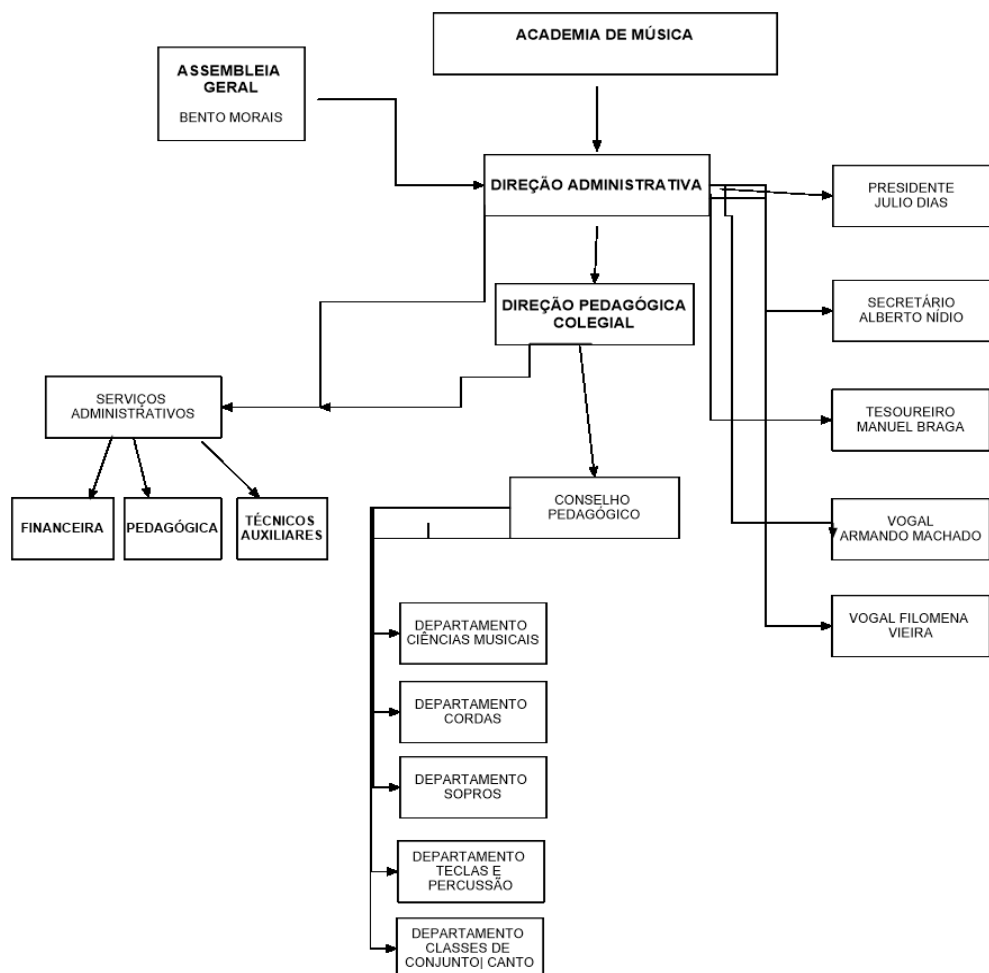 ACADEMIA DE MÚSICA
ASSEMBLEIA
GERAL
BENTO MORAIS
DIREÇÃO ADMINISTRATIVA
PRESIDENTE
JULIO DIAS
DIREÇÃO PEDAGÓGICA
COLEGIAL
SECRETÁRIO
ALBERTO NÍDIO
SERVIÇOS
ADMINISTRATIVOS
TESOUREIRO
MANUEL BRAGA
FINANCEIRA
PEDAGÓGICA
TÉCNICOS
AUXILIARES
CONSELHO
PEDAGÓGICO
VOGAL
ARMANDO MACHADO
VOGAL FILOMENA
VIEIRA
DEPARTAMENTO
CIÊNCIAS MUSICAIS
DEPARTAMENTO
CORDAS
DEPARTAMENTO
SOPROS
DEPARTAMENTO
TECLAS E
PERCUSSÃO
DEPARTAMENTO
CLASSES DE
CONJUNTO| CANTO